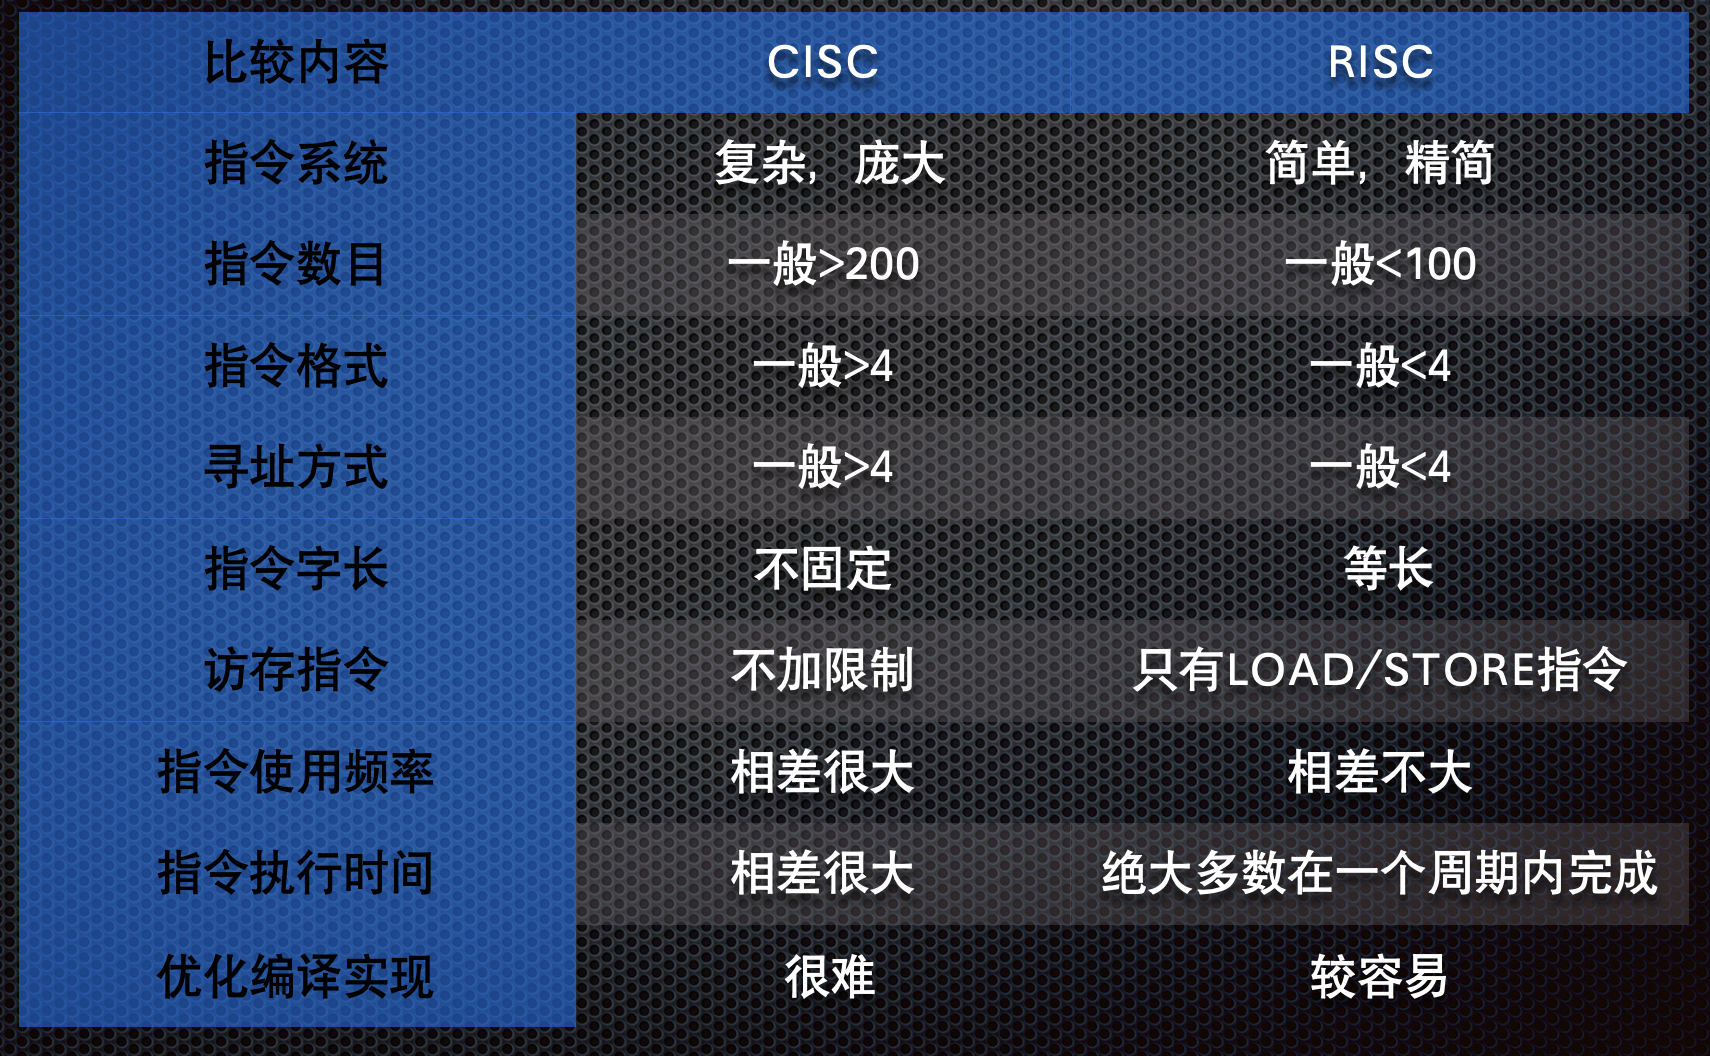 比较内容 CISC RISC
指令系统 复杂，庞大 简单，精简
指令数目 一般>200 一般<100
指令格式 一般>4 一般<4
寻址方式 一般>4 一般<4
指令字长 不固定 等长
访存指令 不加限制 只有LOAD/STORE指令
指令使用频率 相差很大 相差不大
指令执行时间 相差很大 绝大多数在一个周期内完成
优化编译实现 很难 较容易